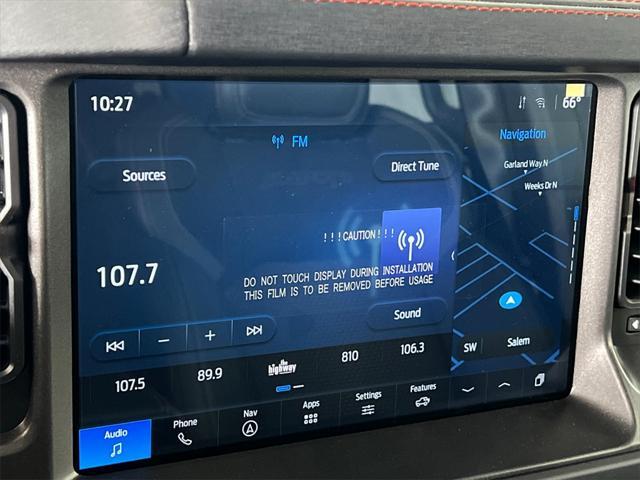 10:27
66°
FM
Navigation
Sources
Direct Tune
Garland Way N
Weeks Dr N
! ! ! CAUTION ! ! !
107.7
DO NOT TOUCH DISPLAY DURING INSTALLATION
THIS FILM IS TO BE REMOVED BEFORE USAGE
Sound
SW Salem
107.5 89.9 the highway 810 106.3
Audio Phone Nav Apps Settings Features